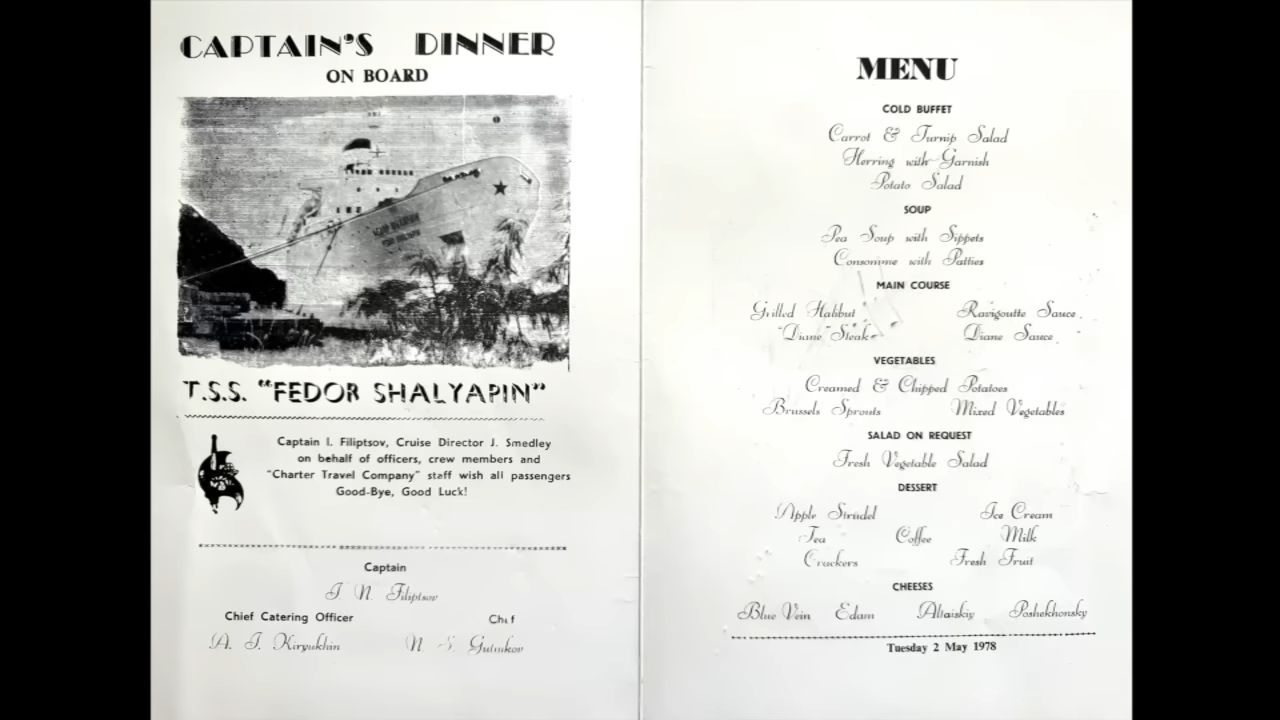 CAPTAIN'S DINNER
ON BOARD
T.S.S. "FEDOR SHALYAPIN"
Captain I. Filiptsov, Cruise Director J. Smedley
on behalf of officers, crew members and
"Charter Travel Company" staff wish all passengers
Good-Bye, Good Luck!
Captain
I. N. Filiptsov
Chief Catering Officer
A. I. Kiryukhin
Chef
N. S.
MENU
COLD BUFFET
Carrot & Turnip Salad
Herring with Garnish
Potato Salad
SOUP
Pea Soup with Sippets
Consomme with Patties
MAIN COURSE
Grilled Halibut Ravigoutte Sauce
"Diane" Steak Diane Sauce
VEGETABLES
Creamed & Chipped Potatoes
Brussels Sprouts Mixed Vegetables
SALAD ON REQUEST
Fresh Vegetable Salad
DESSERT
Apple Strudel Ice Cream
Tea Coffee Milk
Crackers Fresh Fruit
CHEESES
Blue Vein Edam Altaiskiy Poshekhonsky
Tuesday 2 May 1978